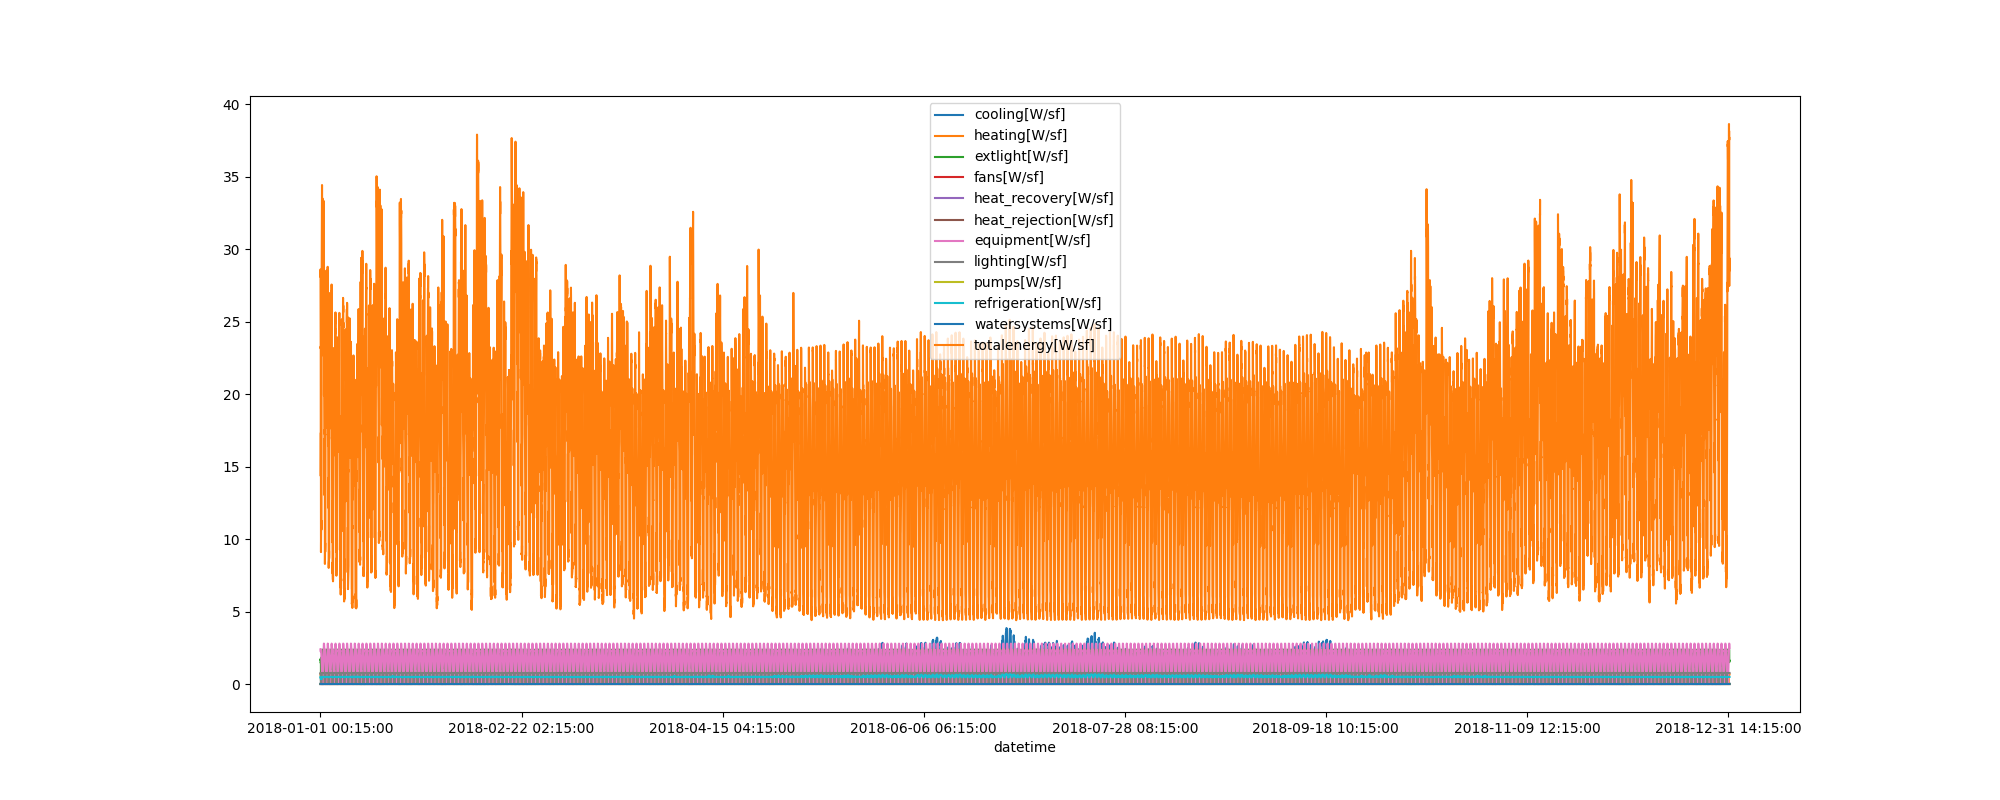 40
35
30
25
20
15
10
5
0
cooling[W/sf]
heating[W/sf]
extlight[W/sf]
fans[W/sf]
heat_recovery[W/sf]
heat_rejection[W/sf]
equipment[W/sf]
lighting[W/sf]
pumps[W/sf]
refrigeration[W/sf]
watersystems[W/sf]
totalenergy[W/sf]
2018-01-01 00:15:00 2018-02-22 02:15:00 2018-04-15 04:15:00 2018-06-06 06:15:00 2018-07-28 08:15:00 2018-09-18 10:15:00 2018-11-09 12:15:00 2018-12-31 14:15:00
datetime